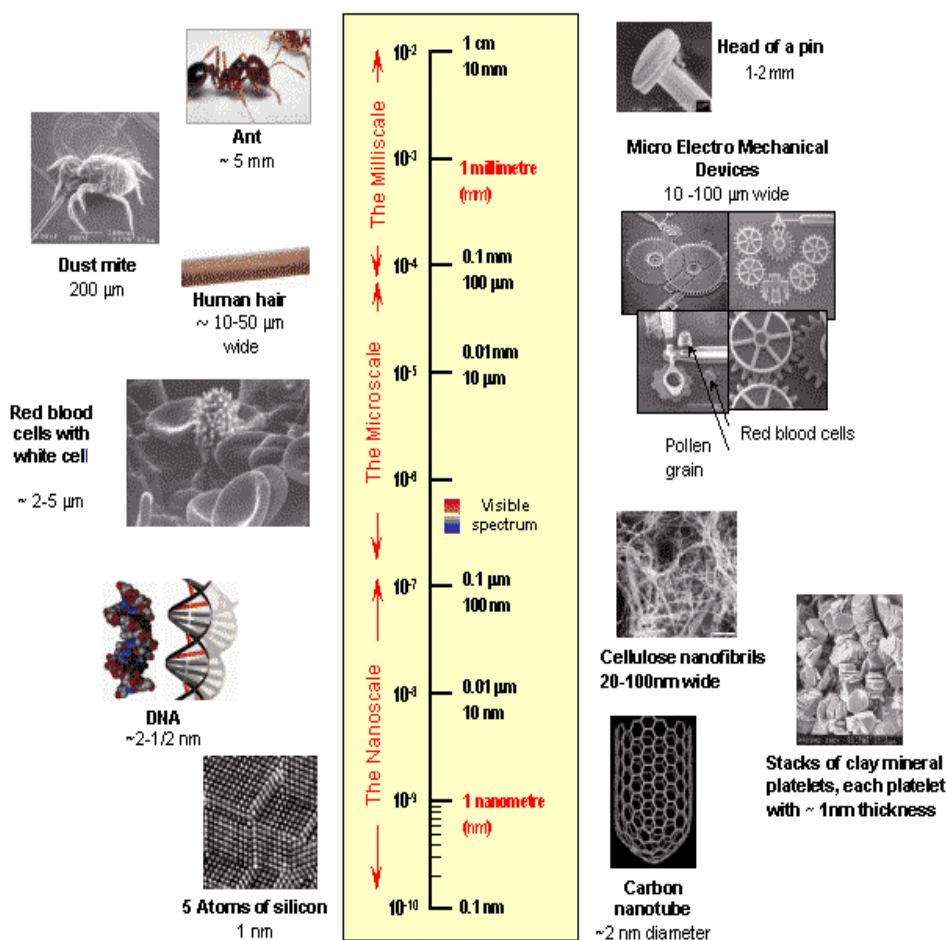 Ant
~ 5 mm
Dust mite
200 µm
Human hair
~ 10-50 µm
wide
Red blood
cells with
white cell
~ 2-5 µm
DNA
~2-1/2 nm
5 Atoms of silicon
1 nm
The Milliscale
The Microscale
The Nanoscale
10-2
1 cm
10 mm
10-3
1 millimetre
(mm)
10-4
0.1 mm
100 µm
10-5
0.01 mm
10 µm
10-6
Visible
spectrum
10-7
0.1 µm
100 nm
10-8
0.01 µm
10 nm
10-9
1 nanometre
(nm)
10-10
0.1 nm
Head of a pin
1-2 mm
Micro Electro Mechanical
Devices
10 -100 µm wide
Pollen
grain
Red blood cells
Cellulose nanofibrils
20-100nm wide
Stacks of clay mineral
platelets, each platelet
with ~ 1nm thickness
Carbon
nanotube
~2 nm diameter